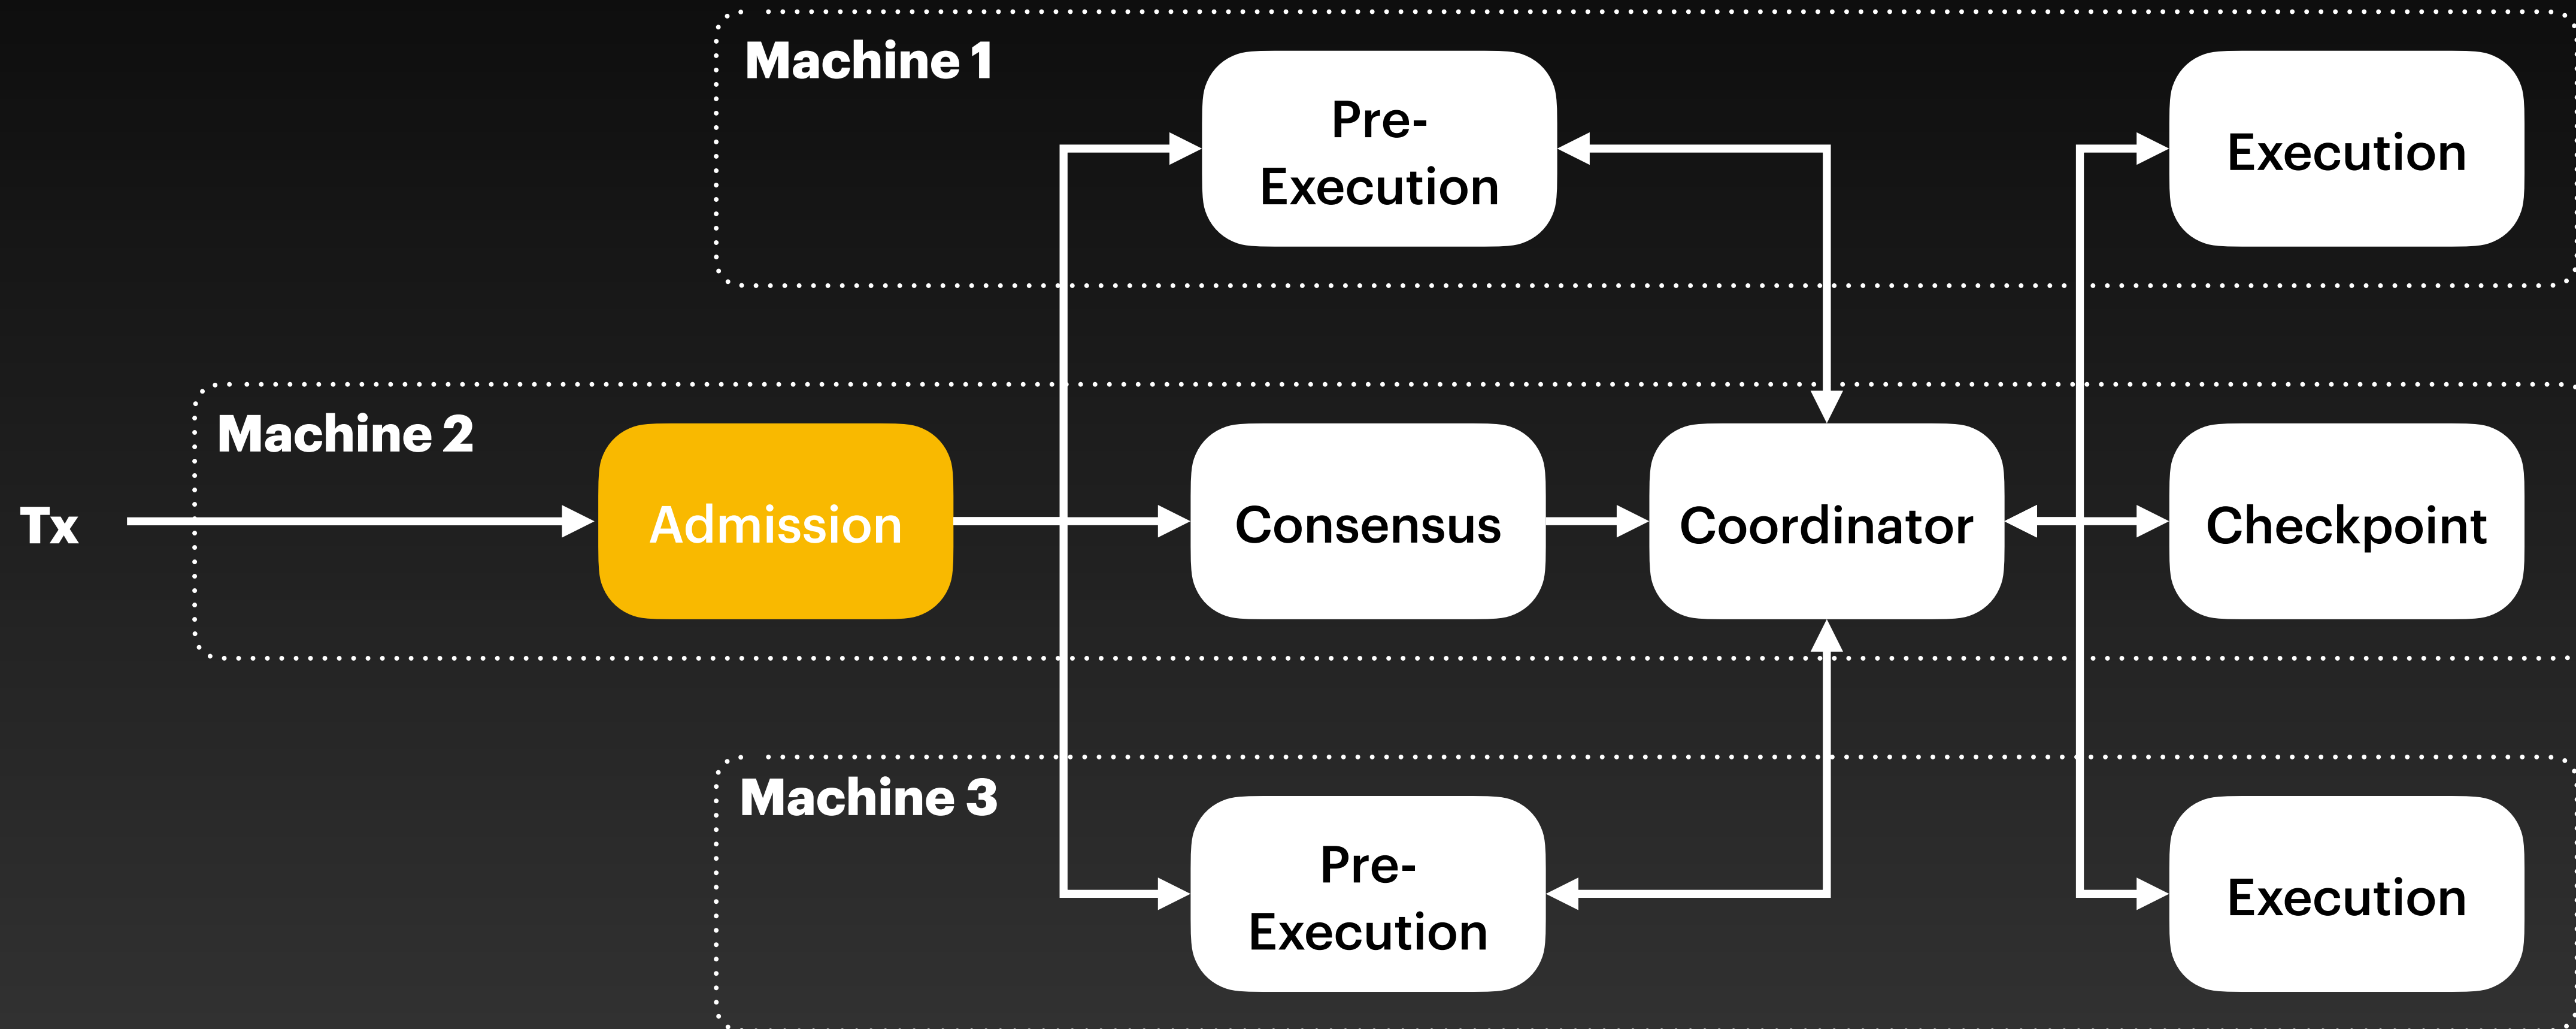 Machine 1
Pre-
Execution
Execution
Machine 2
Tx
Admission
Consensus
Coordinator
Checkpoint
Machine 3
Pre-
Execution
Execution